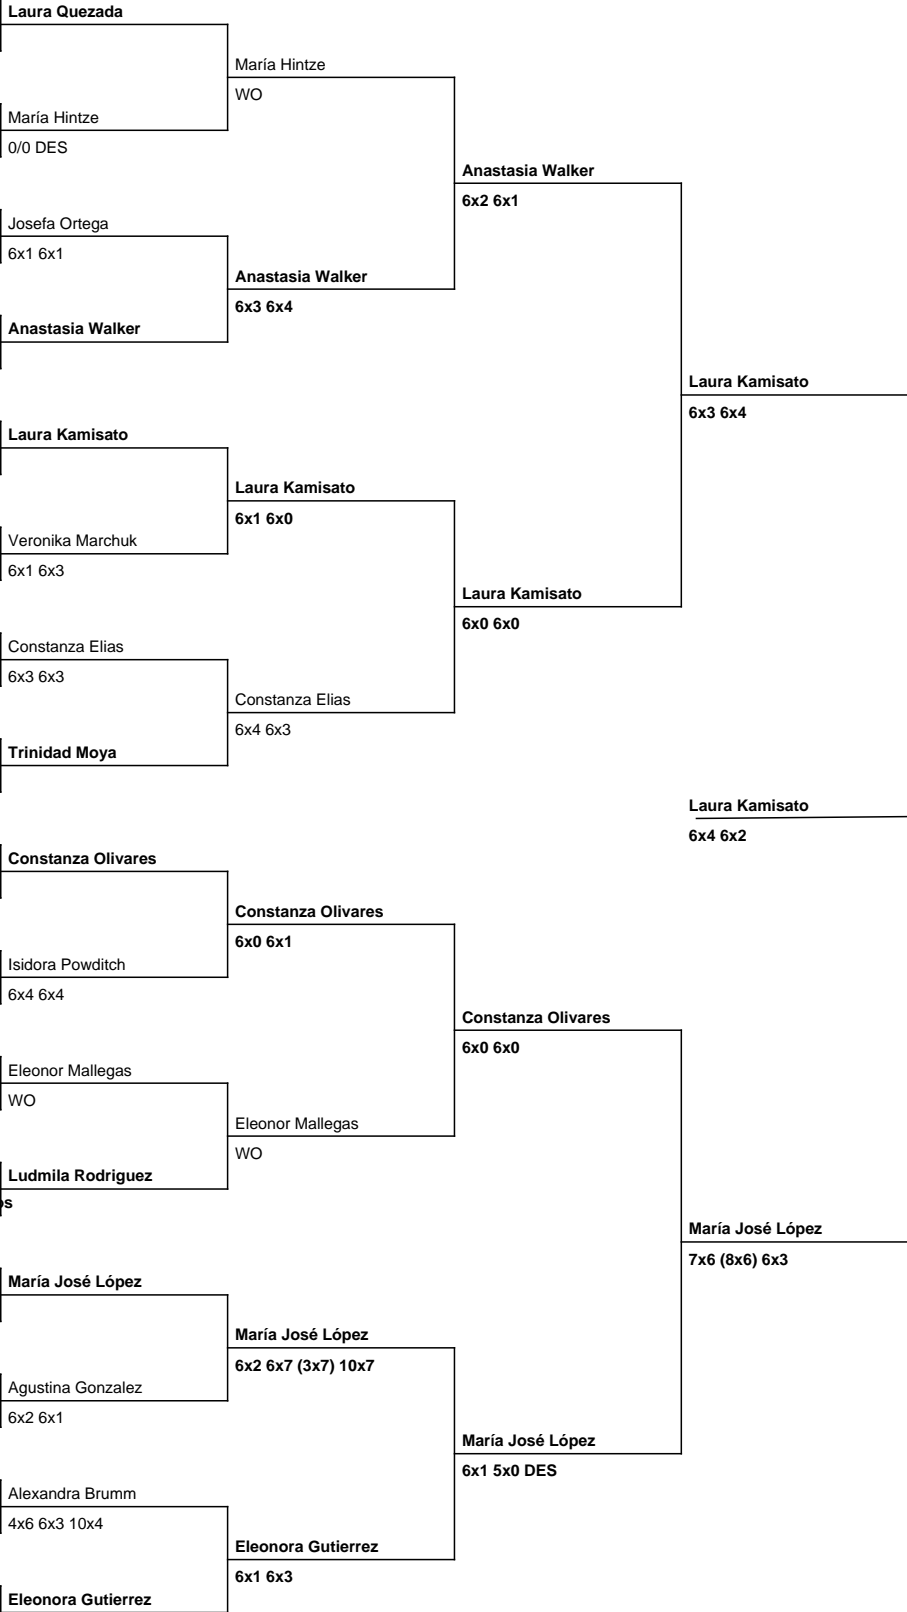 Laura Quezada
María Hintze
WO
María Hintze
0/0 DES
Anastasia Walker
6x2 6x1
Josefa Ortega
6x1 6x1
Anastasia Walker
6x3 6x4
Anastasia Walker
Laura Kamisato
6x3 6x4
Laura Kamisato
Laura Kamisato
6x1 6x0
Veronika Marchuk
6x1 6x3
Laura Kamisato
6x0 6x0
Constanza Elias
6x3 6x3
Constanza Elias
6x4 6x3
Trinidad Moya
Laura Kamisato
6x4 6x2
Constanza Olivares
Constanza Olivares
6x0 6x1
Isidora Powditch
6x4 6x4
Constanza Olivares
6x0 6x0
Eleonor Mallegas
WO
Eleonor Mallegas
WO
Ludmila Rodriguez
María José López
7x6 (8x6) 6x3
María José López
María José López
6x2 6x7 (3x7) 10x7
Agustina Gonzalez
6x2 6x1
María José López
6x1 5x0 DES
Alexandra Brumm
4x6 6x3 10x4
Eleonora Gutierrez
6x1 6x3
Eleonora Gutierrez